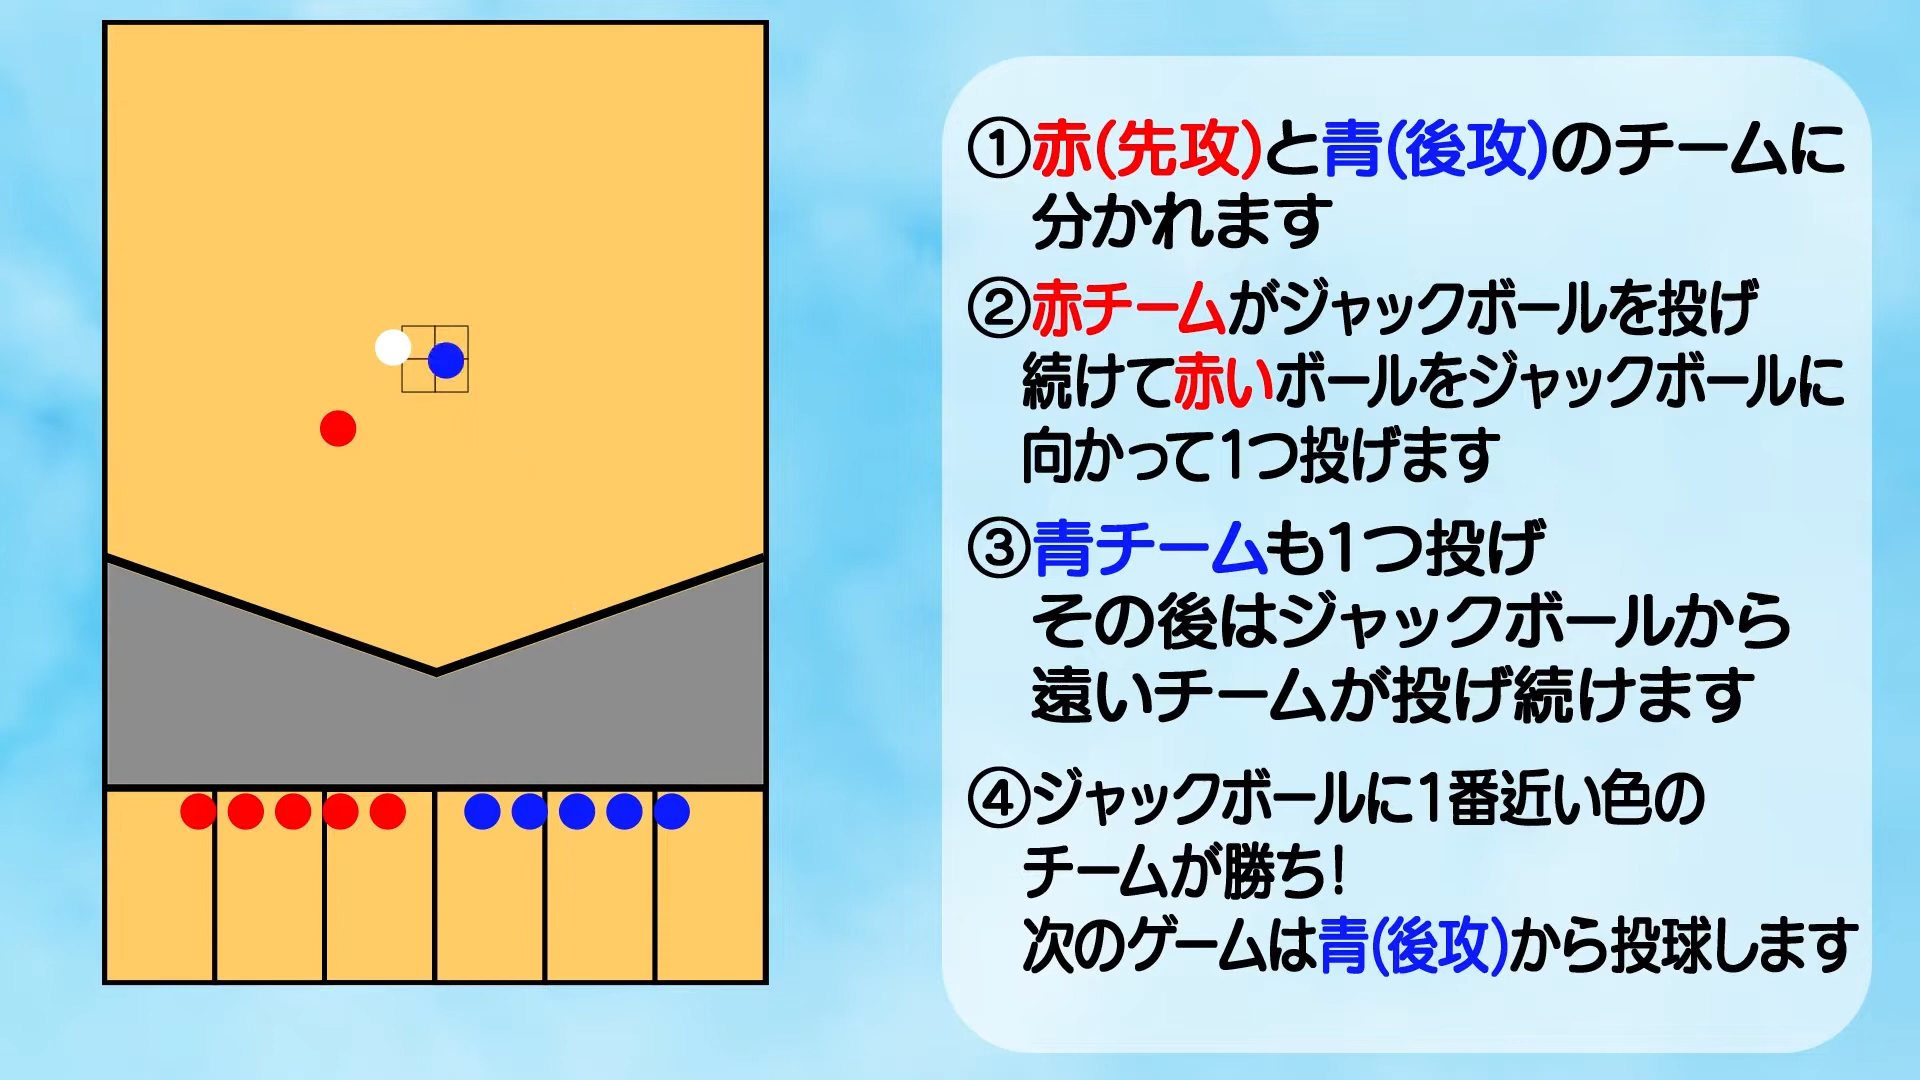 ①赤(先攻)と青(後攻)のチームに
分かれます
②赤チームがジャックボールを投げ
続けて赤いボールをジャックボールに
向かって1つ投げます
③青チームも1つ投げ
その後はジャックボールから
遠いチームが投げ続けます
④ジャックボールに1番近い色の
チームが勝ち!
次のゲームは青(後攻)から投球します